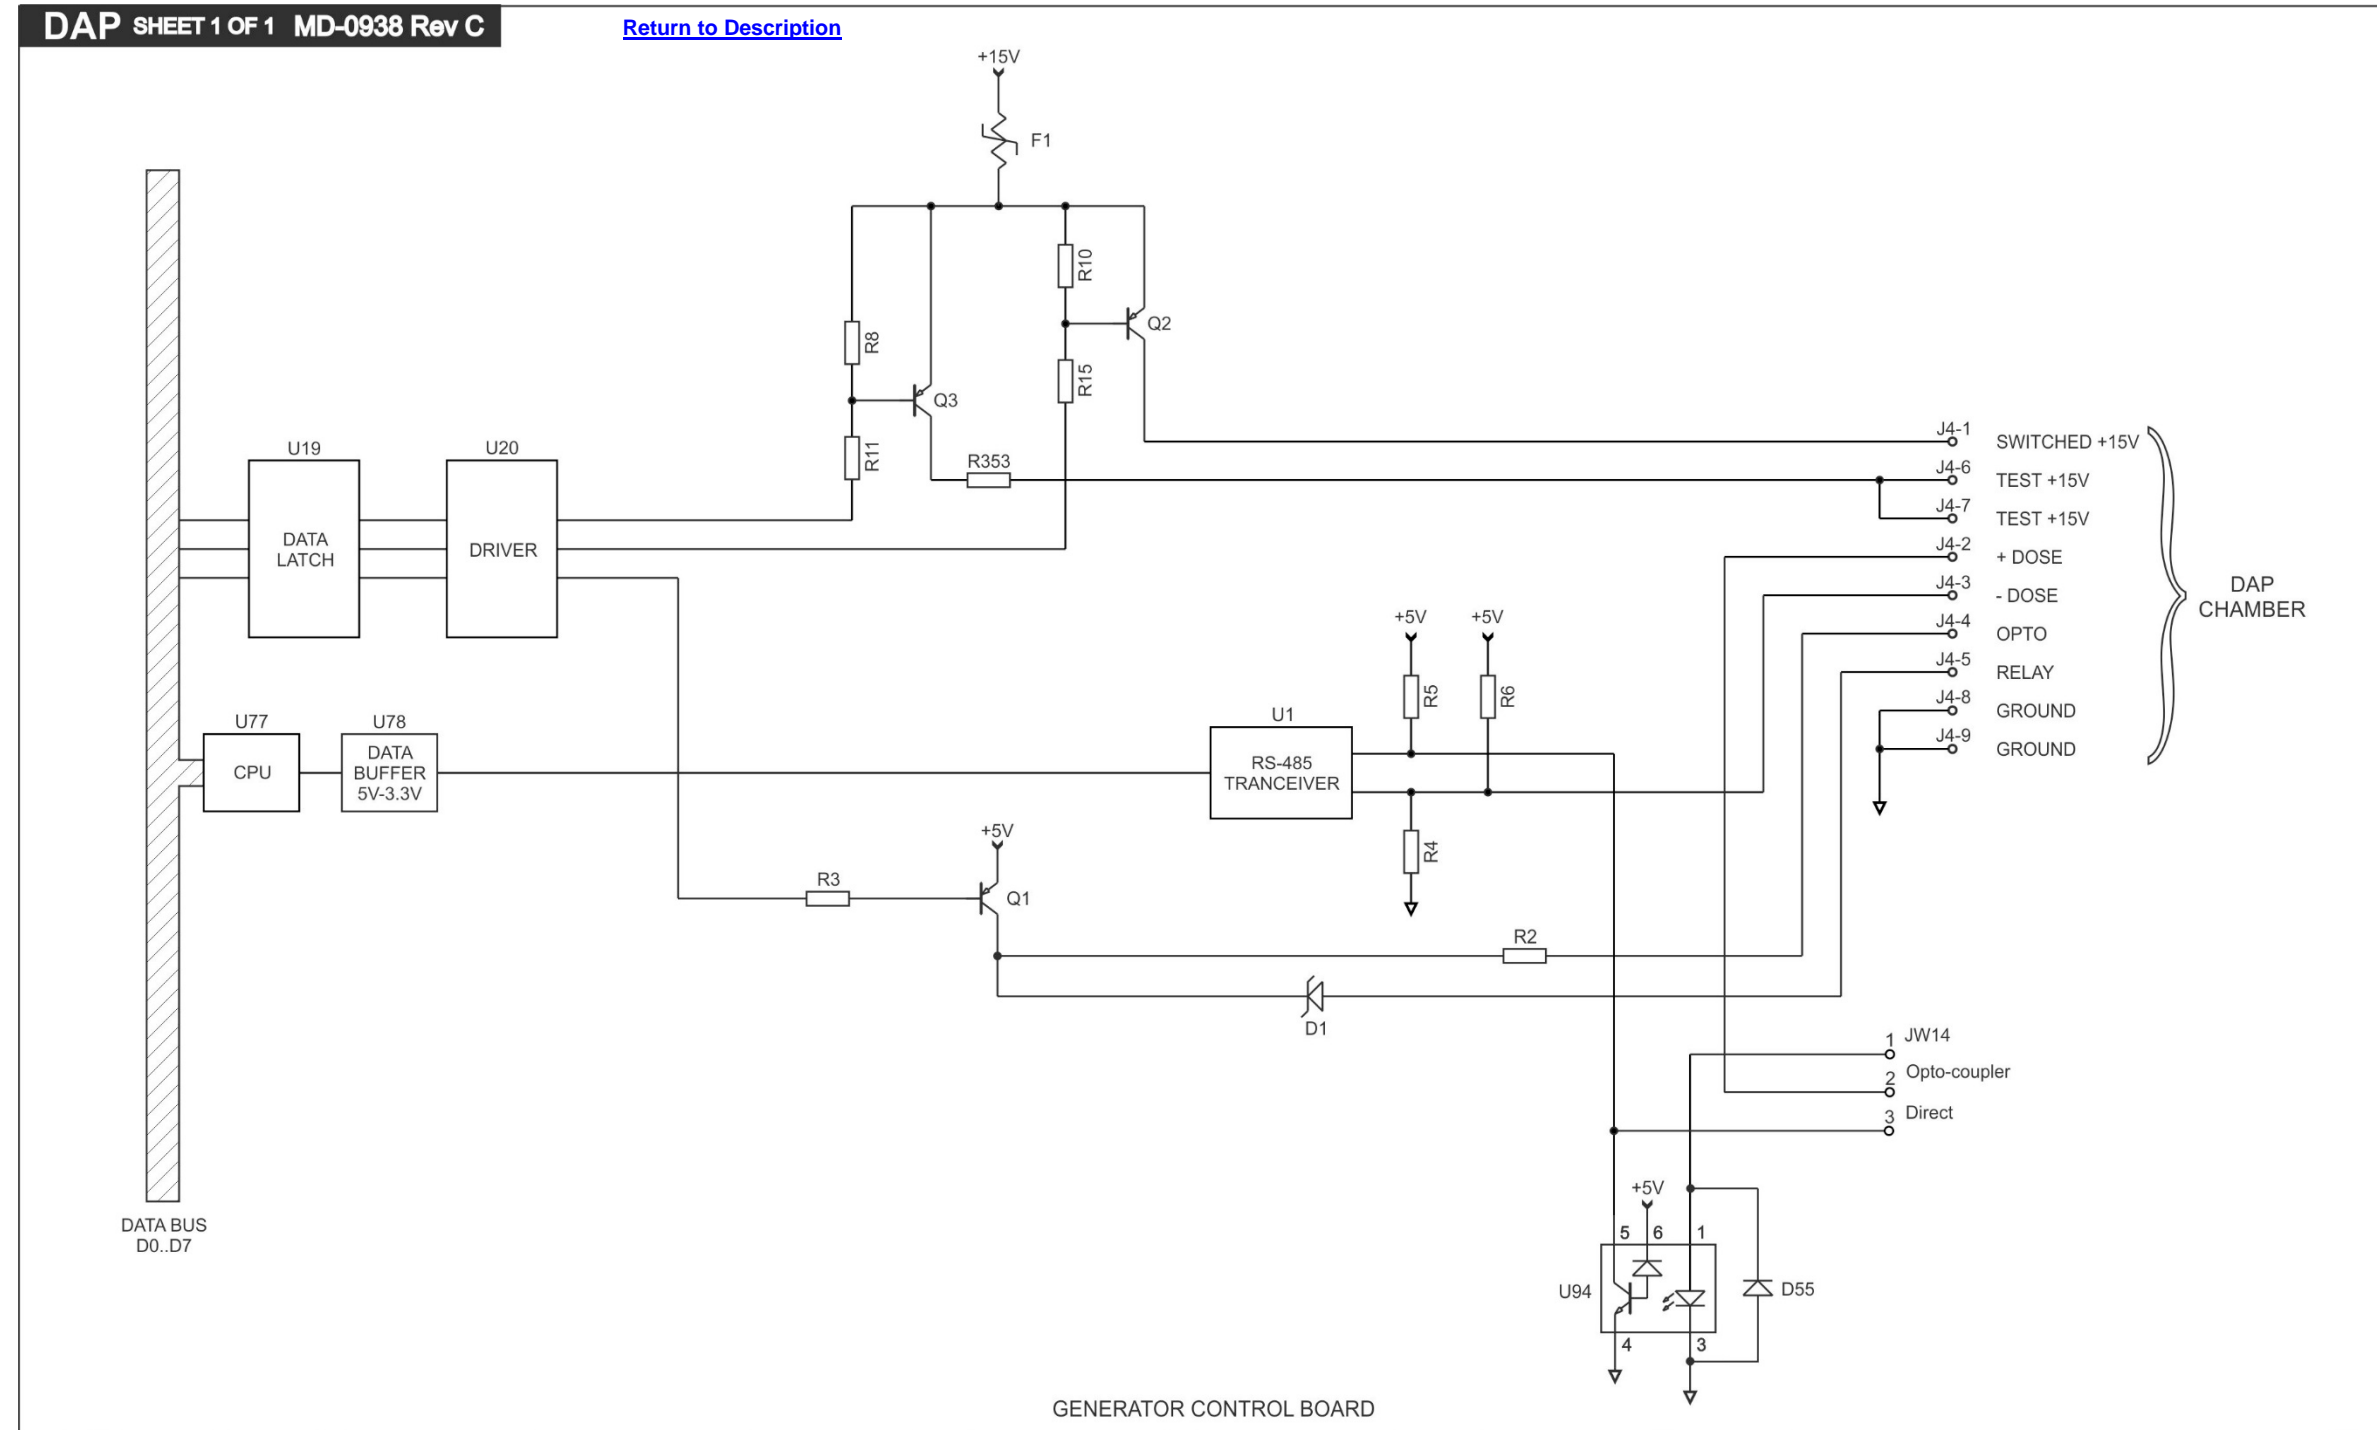 DAP SHEET 1 OF 1 MD-0938 Rev C
Return to Description
+15V
F1
R10
Q2
R8
R15
Q3
R11
R353
J4-1 SWITCHED +15V
J4-6 TEST +15V
J4-7 TEST +15V
J4-2 + DOSE
J4-3 - DOSE
J4-4 OPTO
J4-5 RELAY
J4-8 GROUND
J4-9 GROUND
DAP
CHAMBER
U19
DATA
LATCH
U20
DRIVER
+5V
+5V
R5
R6
U77
CPU
U78
DATA
BUFFER
5V-3.3V
U1
RS-485
TRANCEIVER
R4
+5V
R3
Q1
R2
D1
1 JW14
2 Opto-coupler
3 Direct
+5V
5 6 1
U94
D55
4 3
DATA BUS
D0..D7
GENERATOR CONTROL BOARD